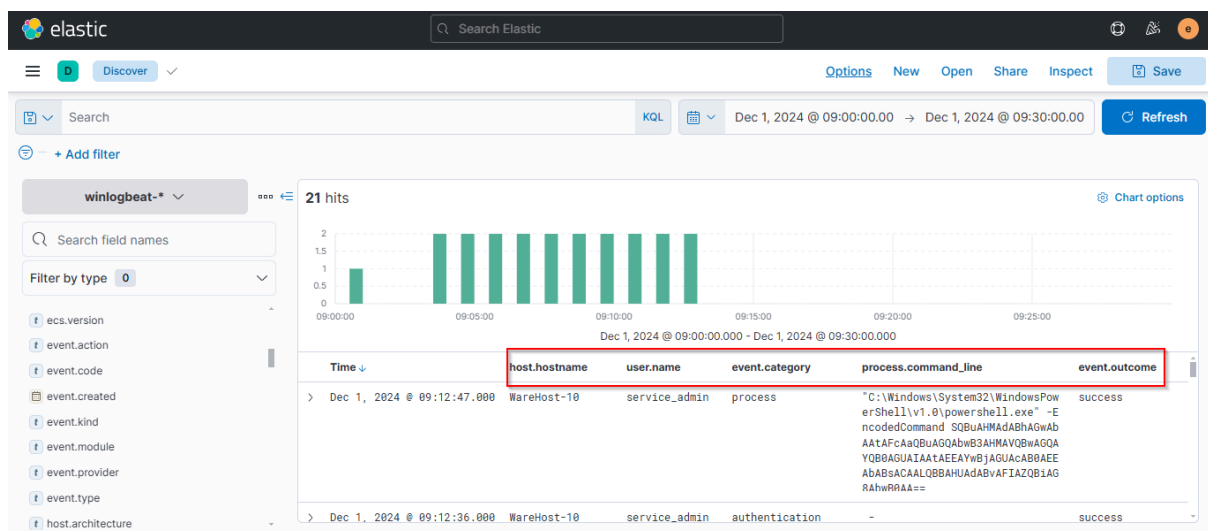 elastic
Search Elastic
e
D
Discover
Options
New
Open
Share
Inspect
Save
Search
KQL
Dec 1, 2024 @ 09:00:00.00 → Dec 1, 2024 @ 09:30:00.00
Refresh
+ Add filter
winlogbeat-*
Search field names
Filter by type 0
t ecs.version
t event.action
t event.code
event.created
t event.kind
t event.module
t event.provider
t event.type
t host.architecture
21 hits
Chart options
2
1.5
1
0.5
0
09:00:00 09:05:00 09:10:00 09:15:00 09:20:00 09:25:00
Dec 1, 2024 @ 09:00:00.000 - Dec 1, 2024 @ 09:30:00.000
Time host.hostname user.name event.category process.command_line event.outcome
Dec 1, 2024 @ 09:12:47.000 WareHost-10 service_admin process "C:\Windows\System32\WindowsPow success
erShell\v1.0\powershell.exe" -E
ncodedCommand SQBuAHMAdABhAGwAb
AAtAFcAaQBuAGQAbwB3AHMAVQBwAGQA
YQB0AGUAIAAtAEEAYwBjAGUAcAB0AEE
AbABsACAALQBBAHUAdABvAFIAZQBiAG
8AbwB0AA==
Dec 1, 2024 @ 09:12:36.000 WareHost-10 service_admin authentication - success